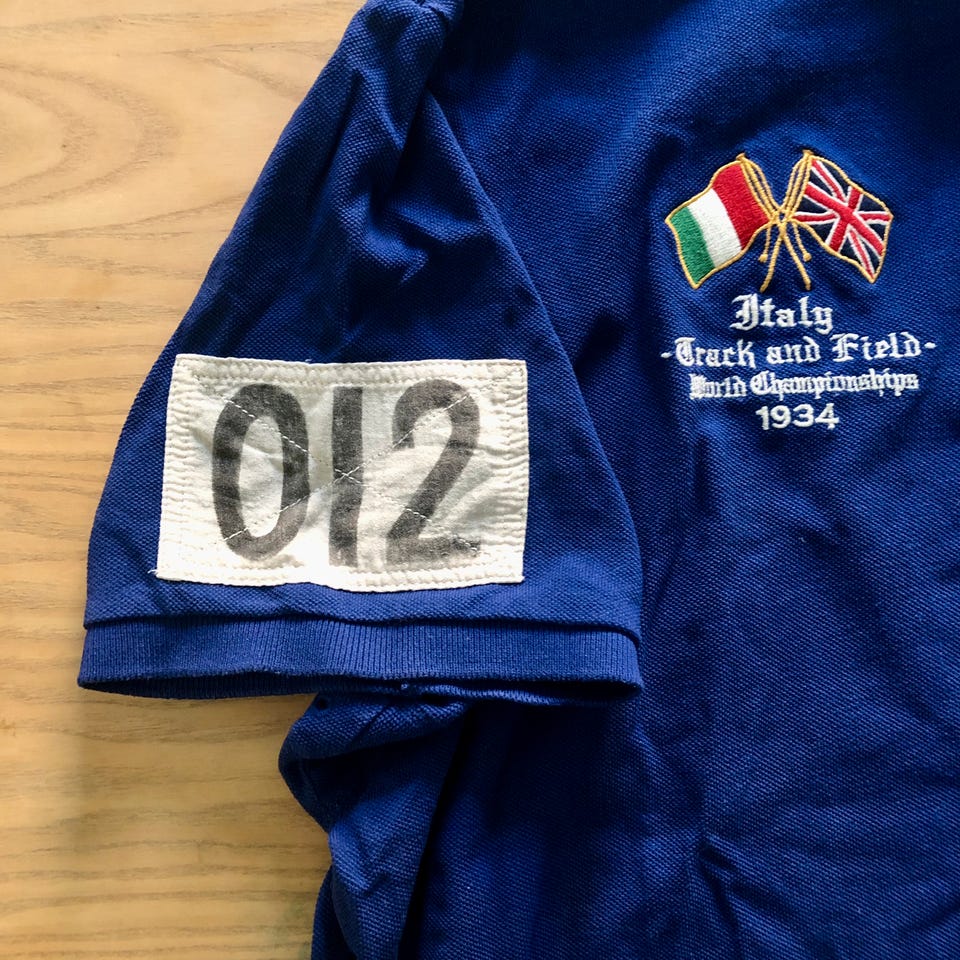 012
Italy
-Track and Field-
World Championships
1934